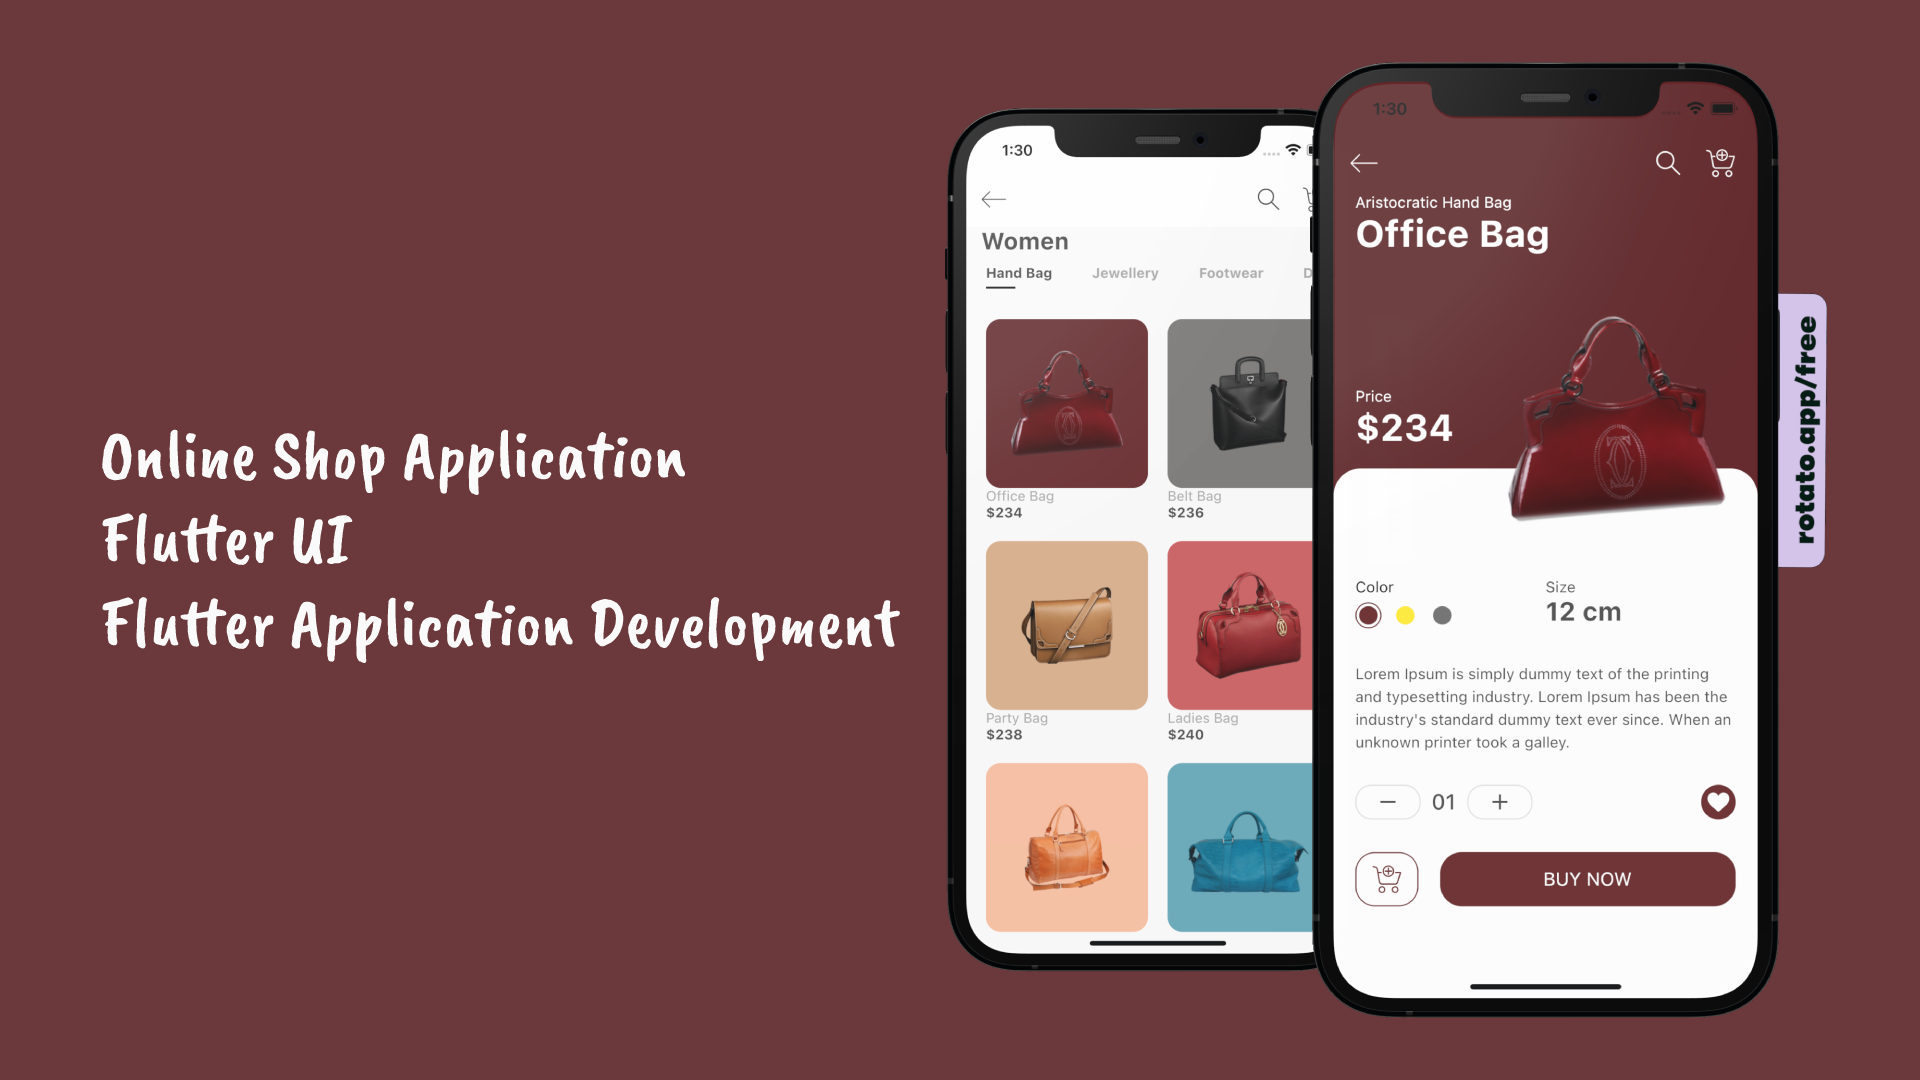 Online Shop Application
Flutter UI
Flutter Application Development
1:30
Women
Hand Bag
Jewellery
Footwear
D
Office Bag
$234
Belt Bag
$236
Party Bag
$238
Ladies Bag
$240
1:30
Aristocratic Hand Bag
Office Bag
Price
$234
Color
Size
12 cm
Lorem Ipsum is simply dummy text of the printing
and typesetting industry. Lorem Ipsum has been the
industry's standard dummy text ever since. When an
unknown printer took a galley.
01
BUY NOW
rotato.app/free